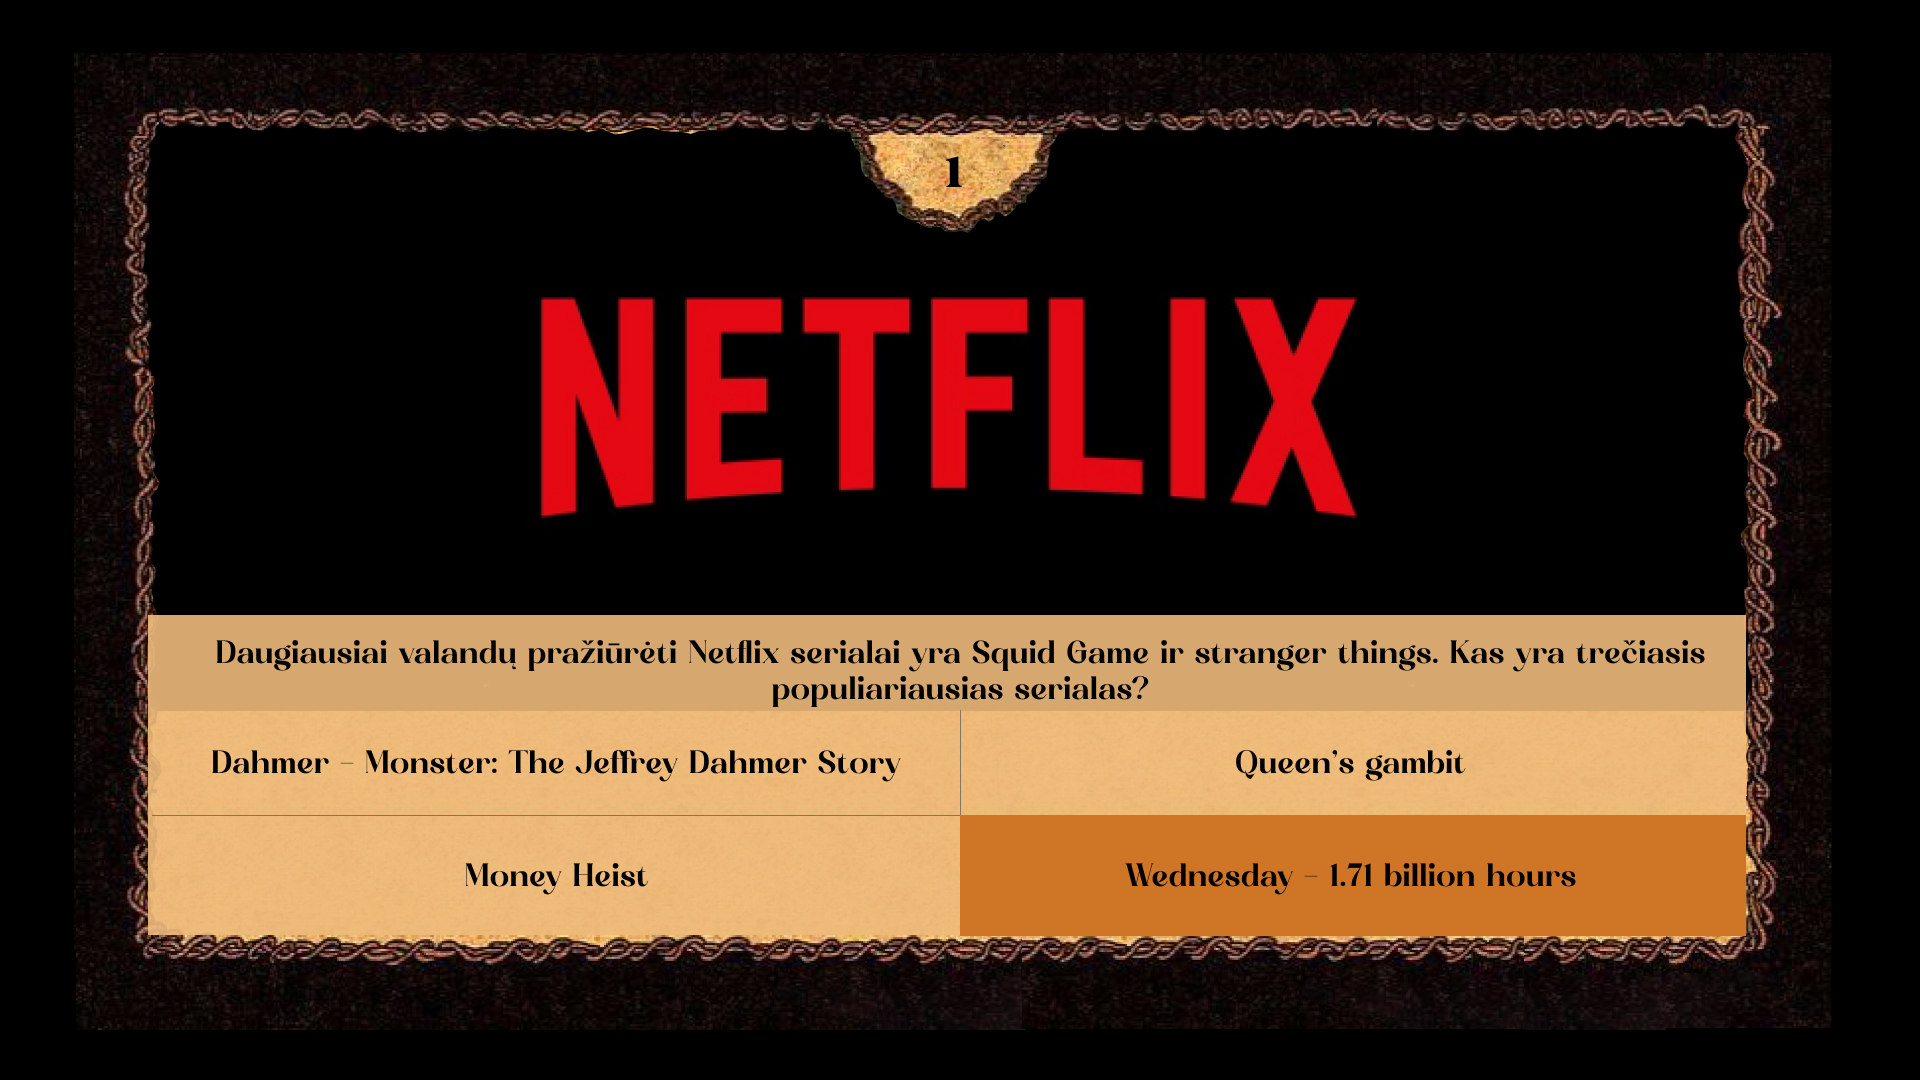 1
NETFLIX
Daugiausiai valandų pražiūrėti Netflix serialai yra Squid Game ir stranger things. Kas yra trečiasis
populiariausias serialas?
Dahmer – Monster: The Jeffrey Dahmer Story
Queen's gambit
Money Heist
Wednesday – 1.71 billion hours